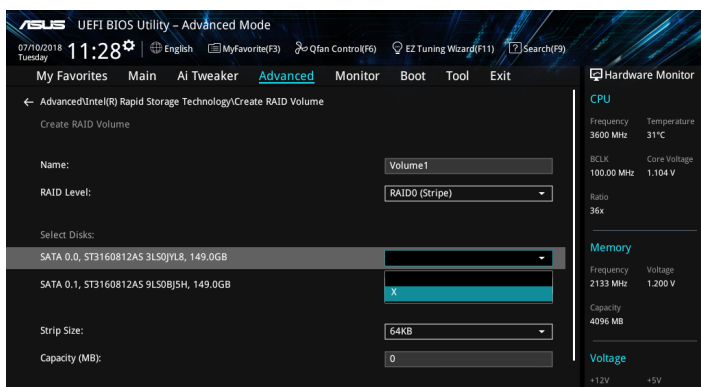 ASUS UEFI BIOS Utility – Advanced Mode
07/10/2018 Tuesday 11:28 English MyFavorite(F3) Qfan Control(F6) EZ Tuning Wizard(F11) Search(F9)
My Favorites Main Ai Tweaker Advanced Monitor Boot Tool Exit
← Advanced\Intel(R) Rapid Storage Technology\Create RAID Volume
Create RAID Volume
Name: Volume1
RAID Level: RAID0 (Stripe)
Select Disks:
SATA 0.0, ST3160812AS 3LS0JYL8, 149.0GB
SATA 0.1, ST3160812AS 9LS0BJ5H, 149.0GB
X
Strip Size: 64KB
Capacity (MB): 0
Hardware Monitor
CPU
Frequency Temperature
3600 MHz 31°C
BCLK Core Voltage
100.00 MHz 1.104 V
Ratio
36x
Memory
Frequency Voltage
2133 MHz 1.200 V
Capacity
4096 MB
Voltage
+12V +5V